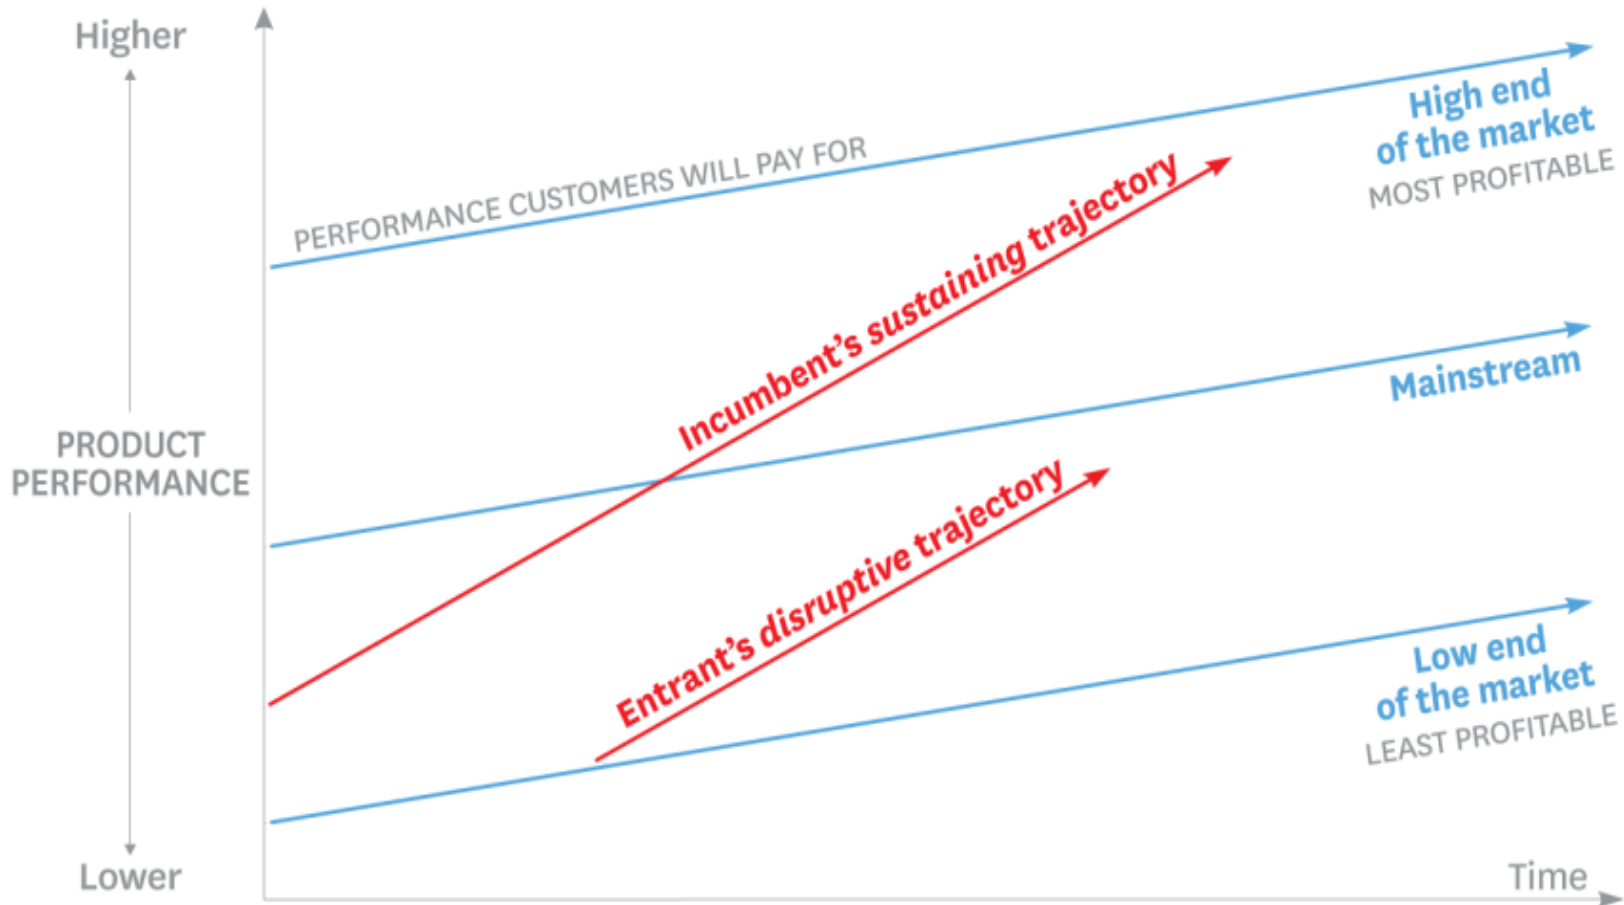 Higher
PERFORMANCE CUSTOMERS WILL PAY FOR
High end
of the market
MOST PROFITABLE
Incumbent’s sustaining trajectory
Mainstream
PRODUCT
PERFORMANCE
Entrant’s disruptive trajectory
Low end
of the market
LEAST PROFITABLE
Lower
Time